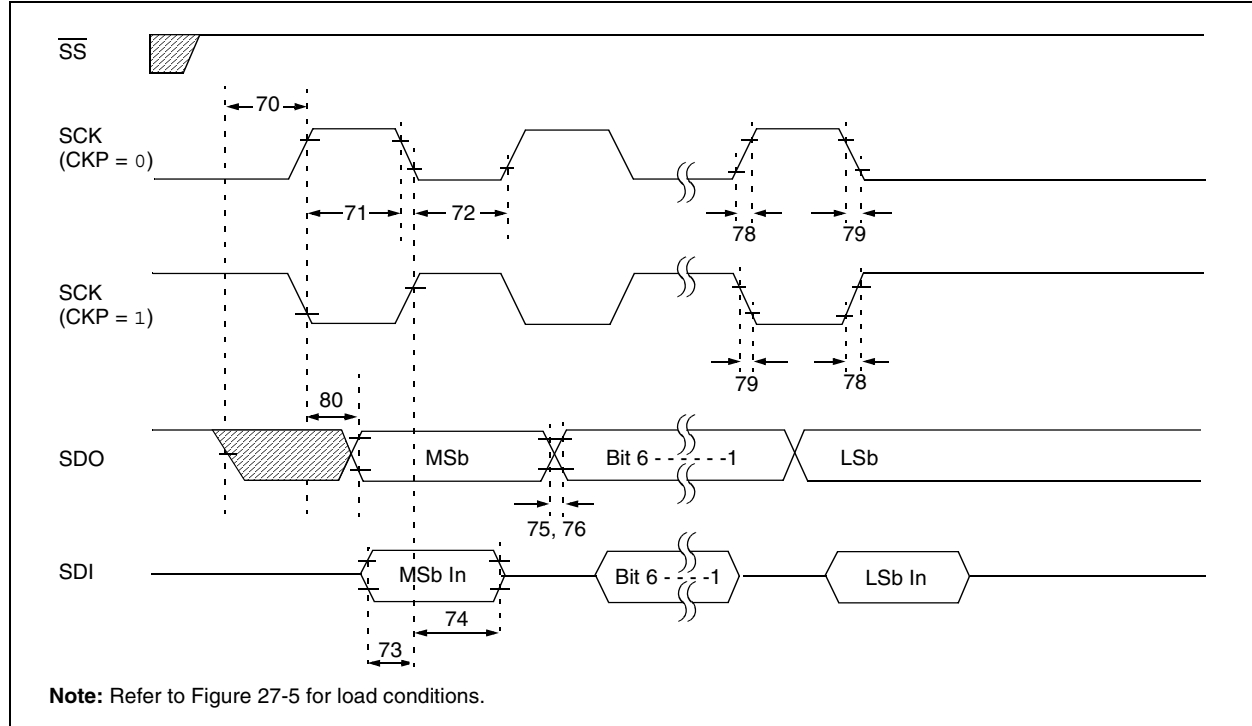 SS
70
SCK
(CKP = 0)
71
72
78
79
SCK
(CKP = 1)
79
78
80
SDO
MSb
Bit 6 - - - - - -1
LSb
75, 76
SDI
MSb In
Bit 6 - - - - -1
LSb In
74
73
Note: Refer to Figure 27-5 for load conditions.